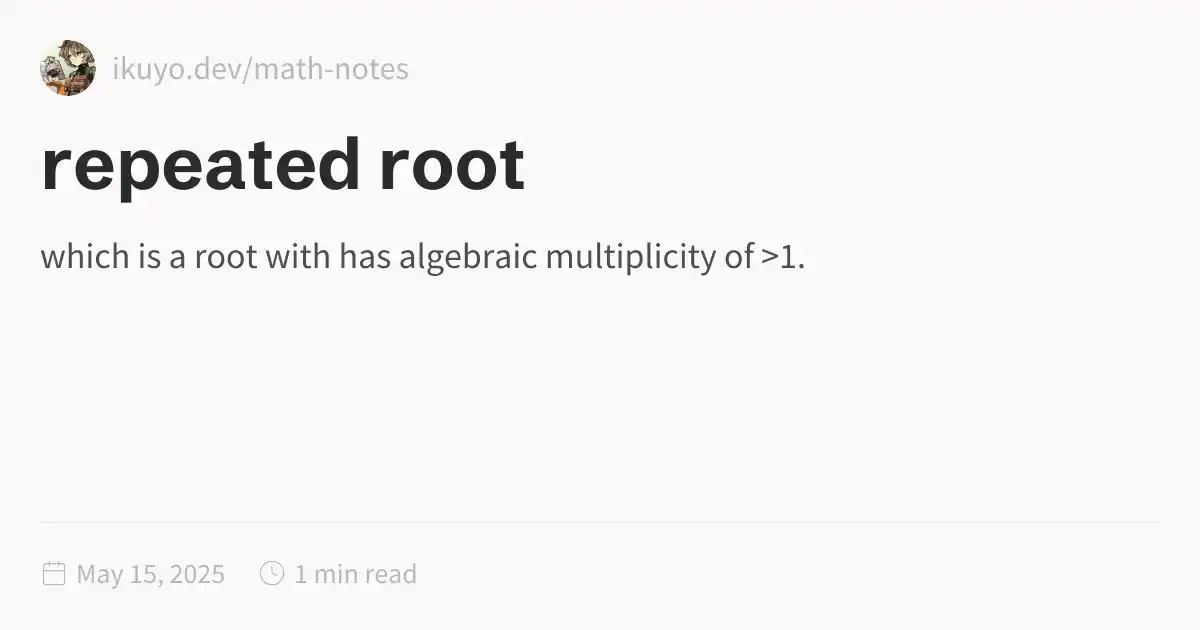 ikuyo.dev/math-notes
repeated root
which is a root with has algebraic multiplicity of >1.
May 15, 2025
1 min read